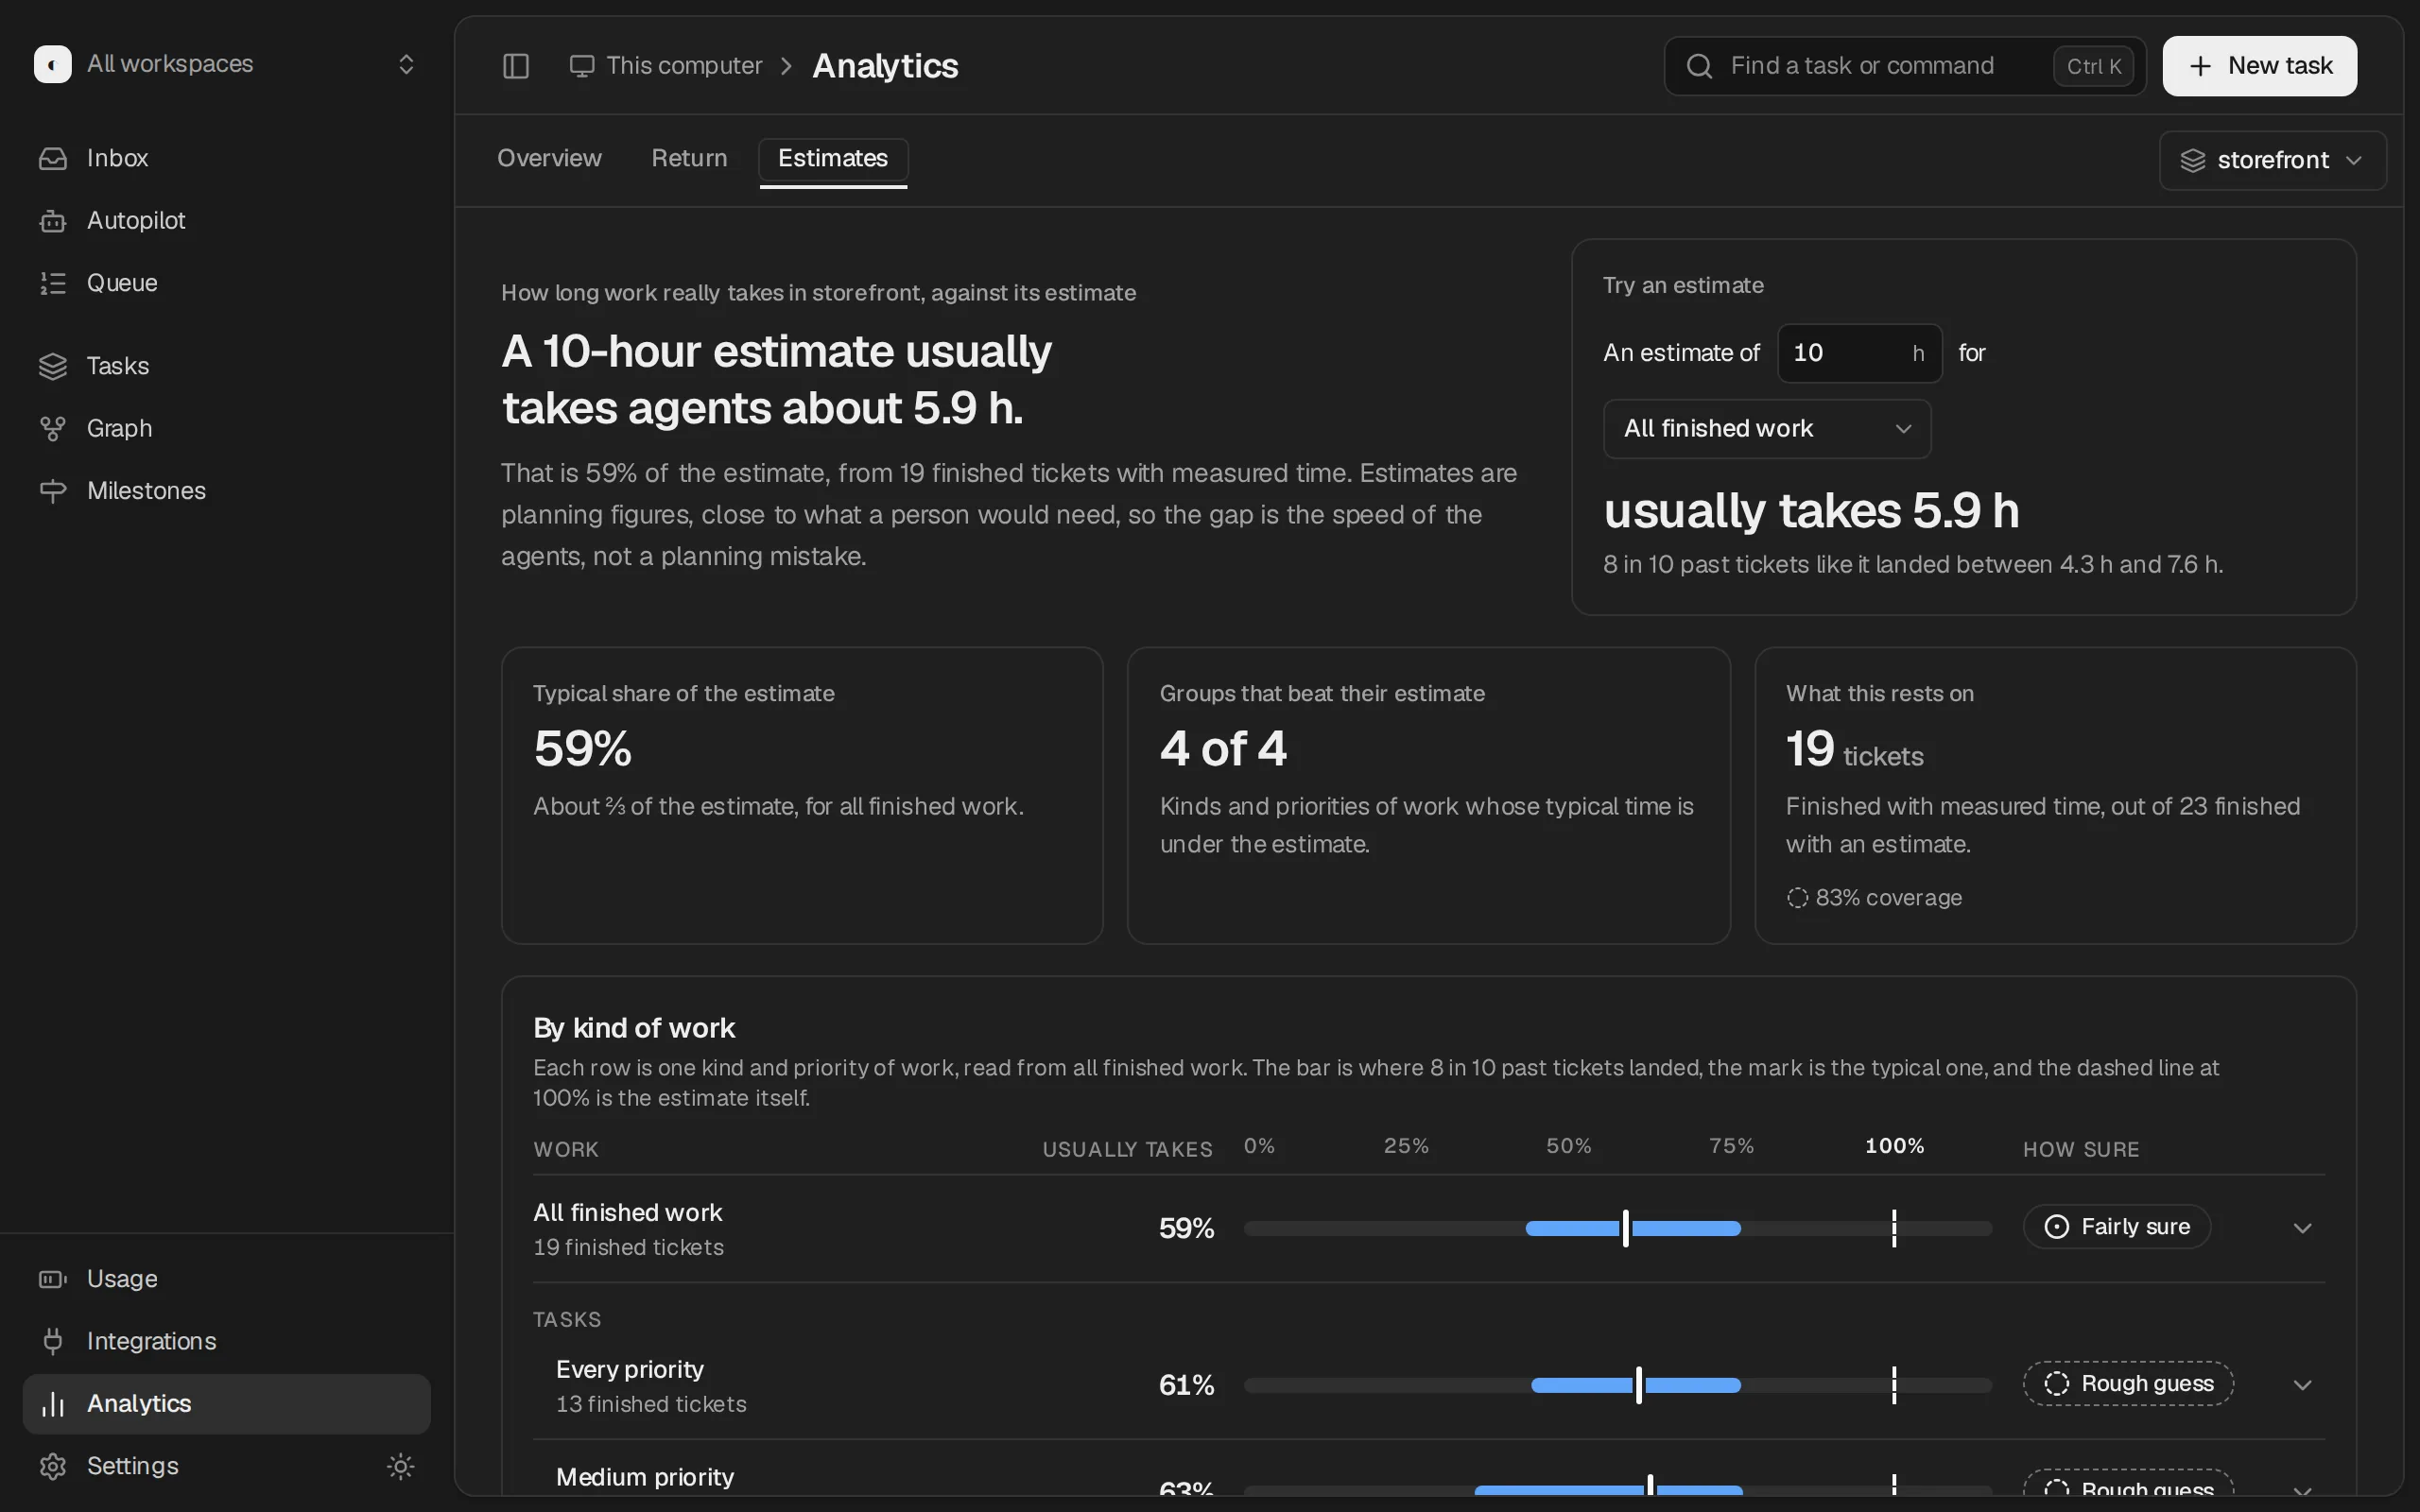 All workspaces
Inbox
Autopilot
Queue
Tasks
Graph
Milestones
Usage
Integrations
Analytics
Settings
This computer > Analytics
Find a task or command
Ctrl K
+ New task
Overview
Return
Estimates
storefront
How long work really takes in storefront, against its estimate
A 10-hour estimate usually
takes agents about 5.9 h.
That is 59% of the estimate, from 19 finished tickets with measured time. Estimates are
planning figures, close to what a person would need, so the gap is the speed of the
agents, not a planning mistake.
Try an estimate
An estimate of 10 h for
All finished work
usually takes 5.9 h
8 in 10 past tickets like it landed between 4.3 h and 7.6 h.
Typical share of the estimate
59%
About ⅔ of the estimate, for all finished work.
Groups that beat their estimate
4 of 4
Kinds and priorities of work whose typical time is
under the estimate.
What this rests on
19 tickets
Finished with measured time, out of 23 finished
with an estimate.
83% coverage
By kind of work
Each row is one kind and priority of work, read from all finished work. The bar is where 8 in 10 past tickets landed, the mark is the typical one, and the dashed line at
100% is the estimate itself.
WORK USUALLY TAKES 0% 25% 50% 75% 100% HOW SURE
All finished work
19 finished tickets
59%
Fairly sure
TASKS
Every priority
13 finished tickets
61%
Rough guess
Medium priority
63%
Rough guess